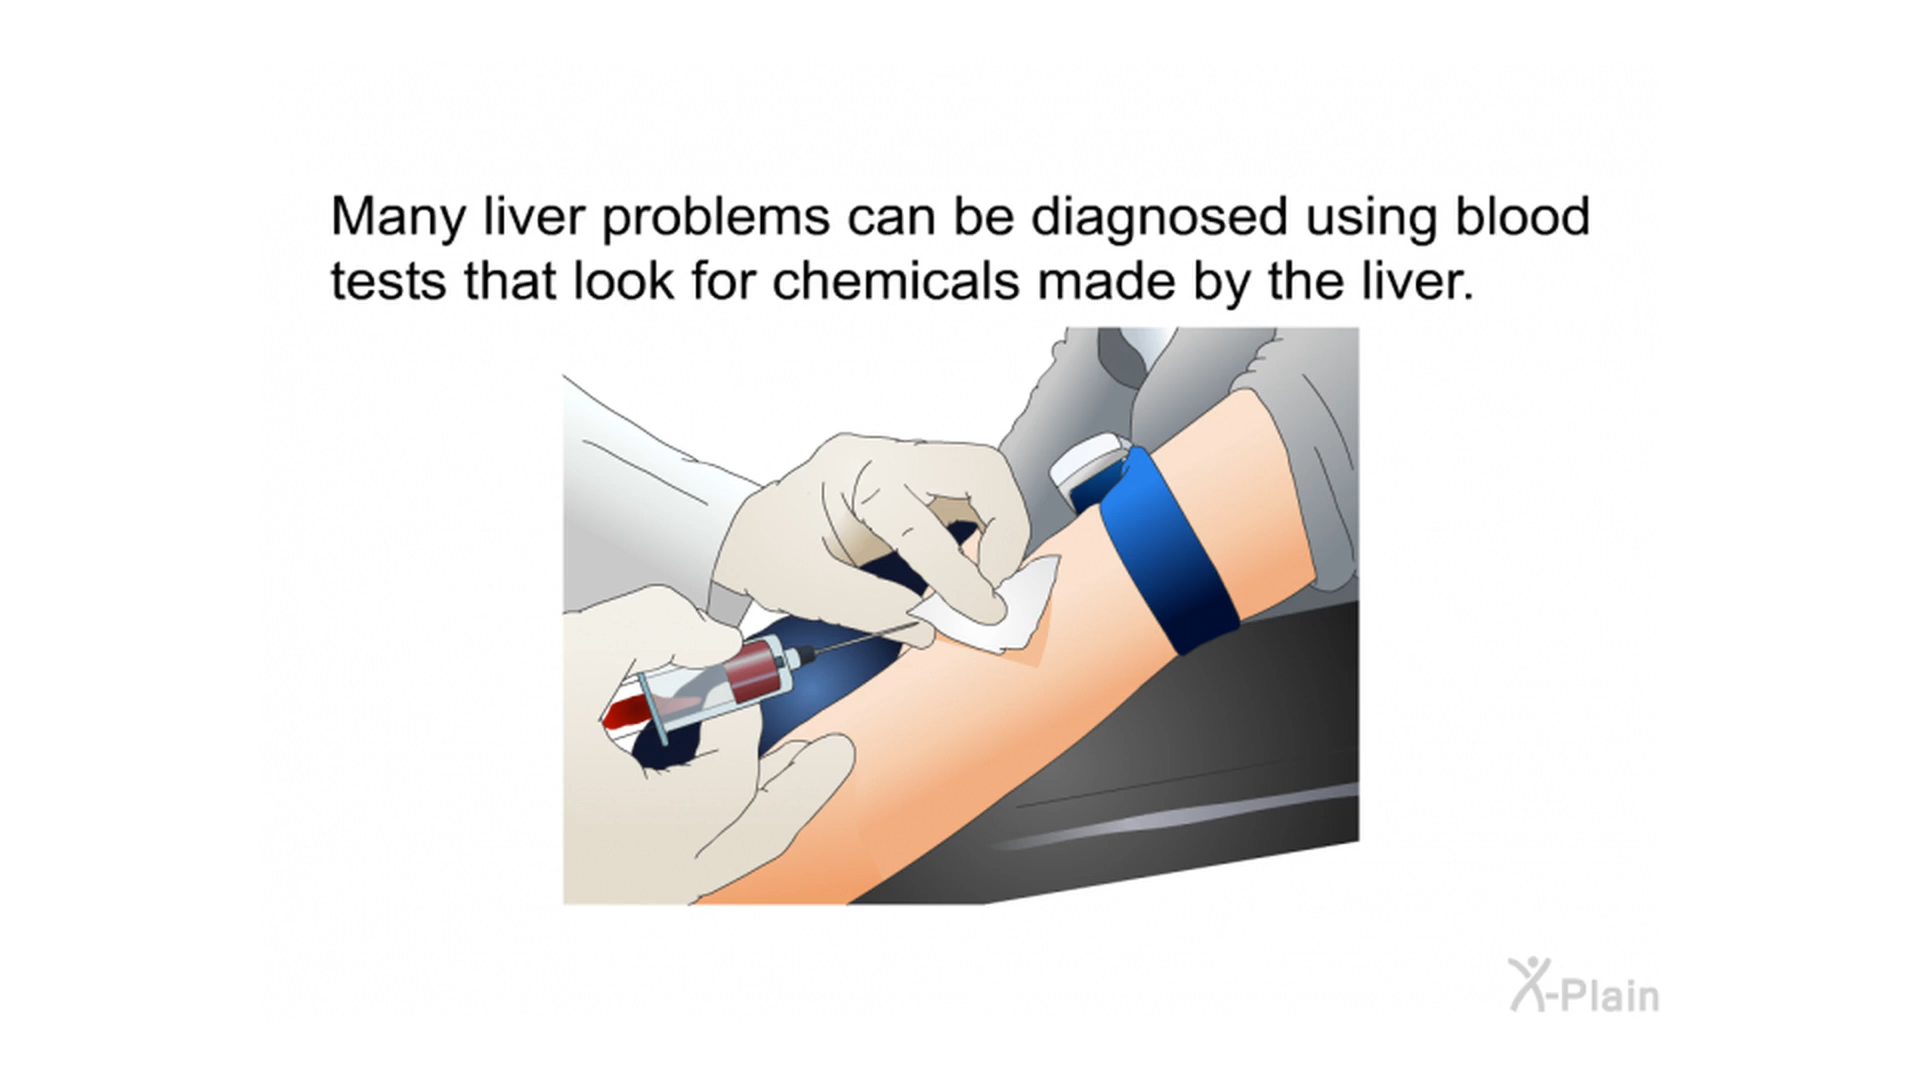 Many liver problems can be diagnosed using blood
tests that look for chemicals made by the liver.
X-Plain